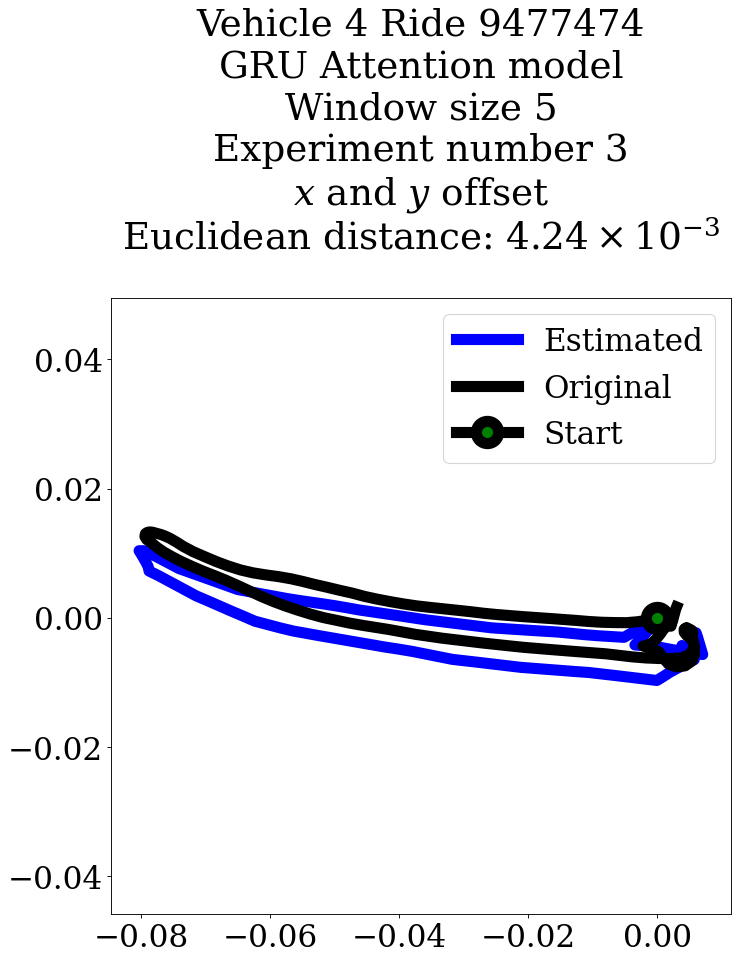 Vehicle 4 Ride 9477474
GRU Attention model
Window size 5
Experiment number 3
x and y offset
Euclidean distance: 4.24 × 10⁻³
Estimated
Original
Start
0.04
0.02
0.00
−0.02
−0.04
−0.08 −0.06 −0.04 −0.02 0.00